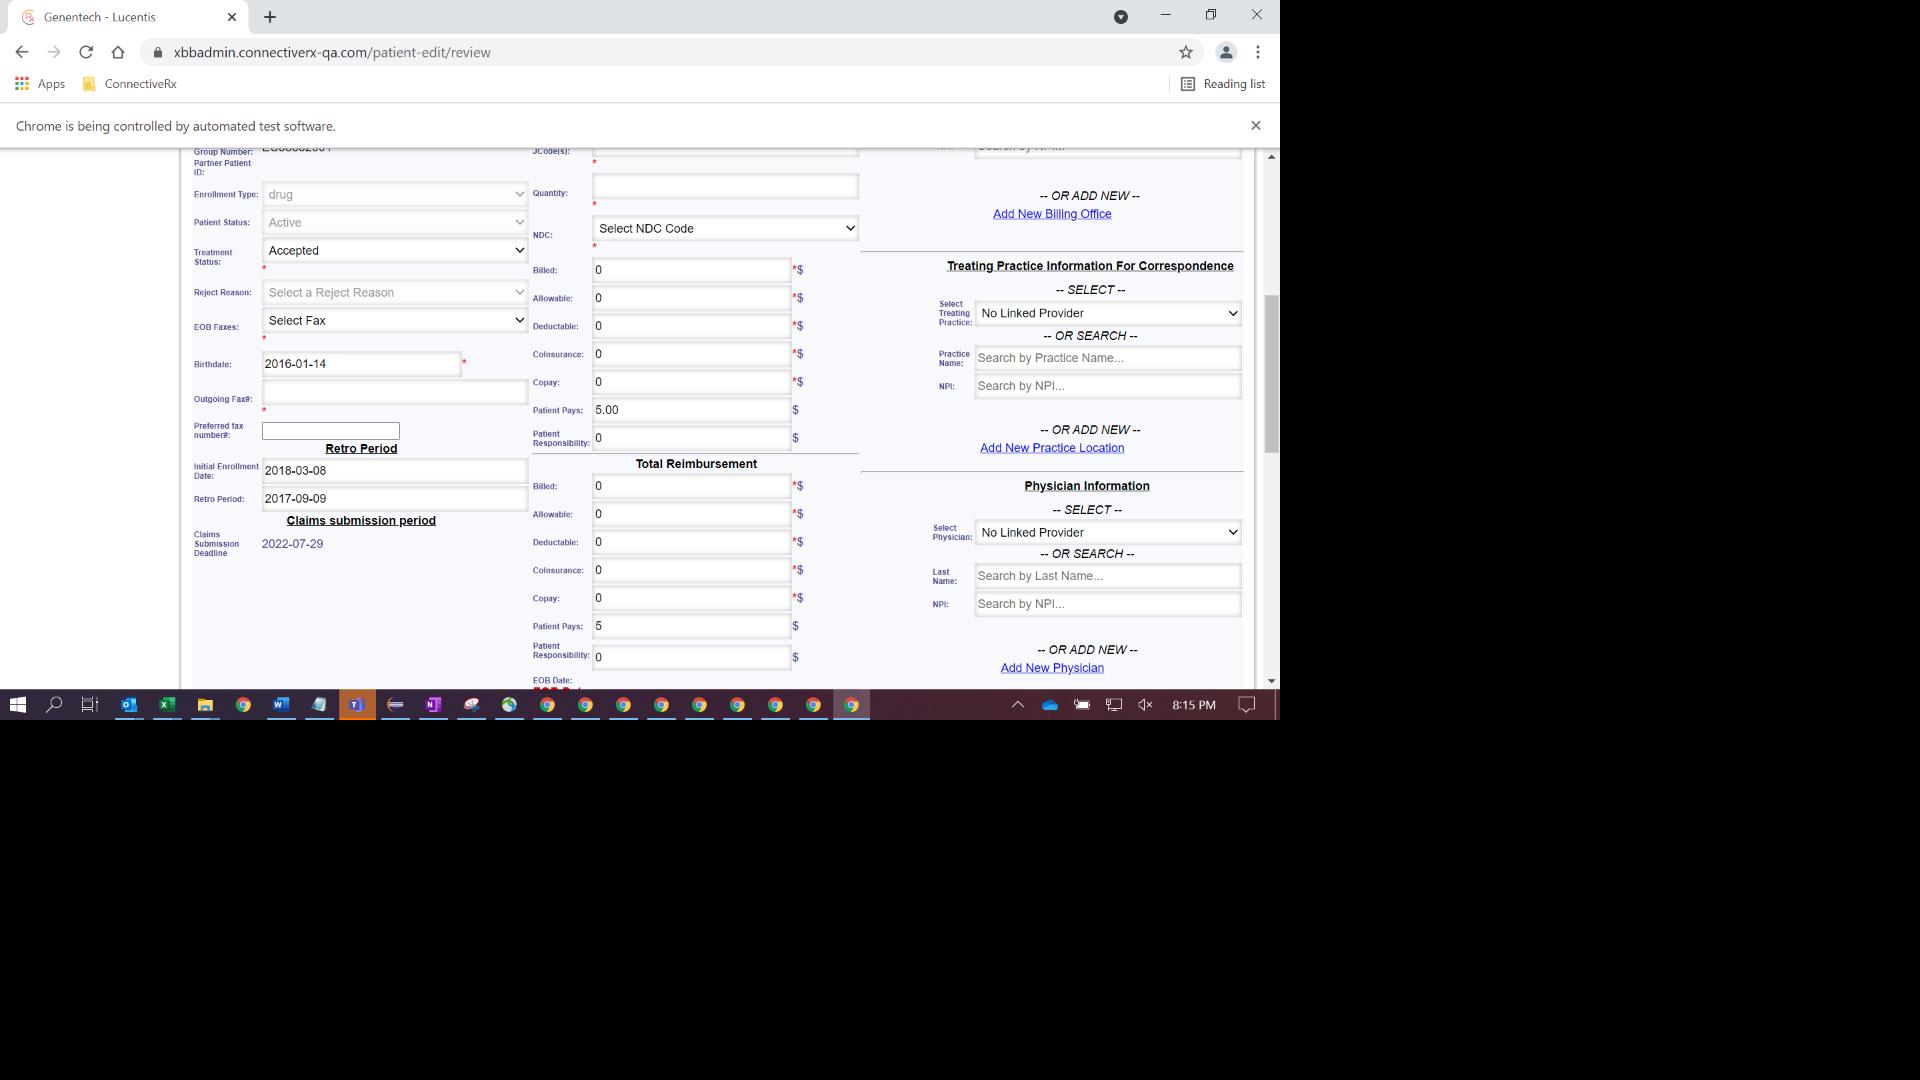 Genentech - Lucentis
xbbadmin.connectiverx-qa.com/patient-edit/review
Apps
ConnectiveRx
Reading list
Chrome is being controlled by automated test software.
Group Number:
Partner Patient
ID:
Enrollment Type:
drug
Patient Status:
Active
Treatment
Status:
Accepted
*
Reject Reason:
Select a Reject Reason
EOB Faxes:
Select Fax
*
Birthdate:
2016-01-14
*
Outgoing Fax#:
*
Preferred fax
number#:
Retro Period
Initial Enrollment
Date:
2018-03-08
Retro Period:
2017-09-09
Claims submission period
Claims
Submission
Deadline
2022-07-29
JCode(s):
*
Quantity:
*
NDC:
Select NDC Code
*
Billed:
0
*$
Allowable:
0
*$
Deductable:
0
*$
CoInsurance:
0
*$
Copay:
0
*$
Patient Pays:
5.00
$
Patient
Responsibility:
0
$
Total Reimbursement
Billed:
0
*$
Allowable:
0
*$
Deductable:
0
*$
CoInsurance:
0
*$
Copay:
0
*$
Patient Pays:
5
$
Patient
Responsibility:
0
$
EOB Date:
-- OR ADD NEW --
Add New Billing Office
Treating Practice Information For Correspondence
-- SELECT --
Select
Treating
Practice:
No Linked Provider
-- OR SEARCH --
Practice
Name:
Search by Practice Name...
NPI:
Search by NPI...
-- OR ADD NEW --
Add New Practice Location
Physician Information
-- SELECT --
Select
Physician:
No Linked Provider
-- OR SEARCH --
Last
Name:
Search by Last Name...
NPI:
Search by NPI...
-- OR ADD NEW --
Add New Physician
8:15 PM